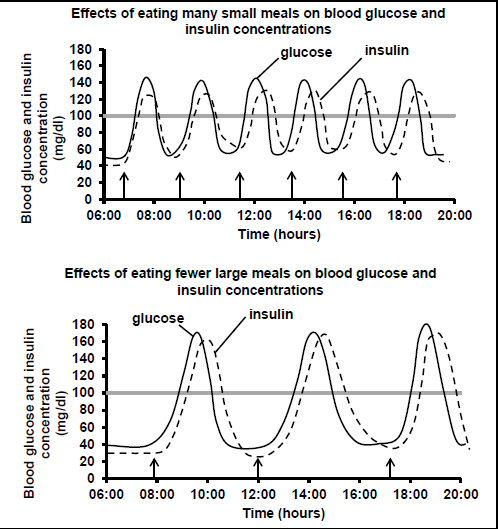 Effects of eating many small meals on blood glucose and
insulin concentrations
glucose
insulin
Blood glucose and insulin
concentration
(mg/dl)
180
160
140
120
100
80
60
40
20
0
06:00 08:00 10:00 12:00 14:00 16:00 18:00 20:00
Time (hours)
Effects of eating fewer large meals on blood glucose and
insulin concentrations
glucose
insulin
Blood glucose and insulin
concentration
(mg/dl)
180
160
140
120
100
80
60
40
20
0
06:00 08:00 10:00 12:00 14:00 16:00 18:00 20:00
Time (hours)